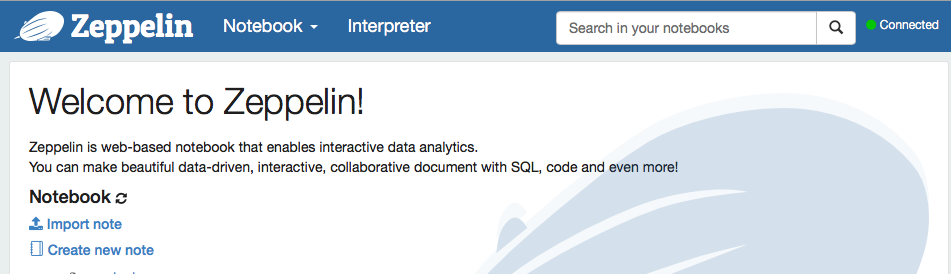 Zeppelin Notebook Interpreter Search in your notebooks Connected
Welcome to Zeppelin!
Zeppelin is web-based notebook that enables interactive data analytics.
You can make beautiful data-driven, interactive, collaborative document with SQL, code and even more!
Notebook
Import note
Create new note